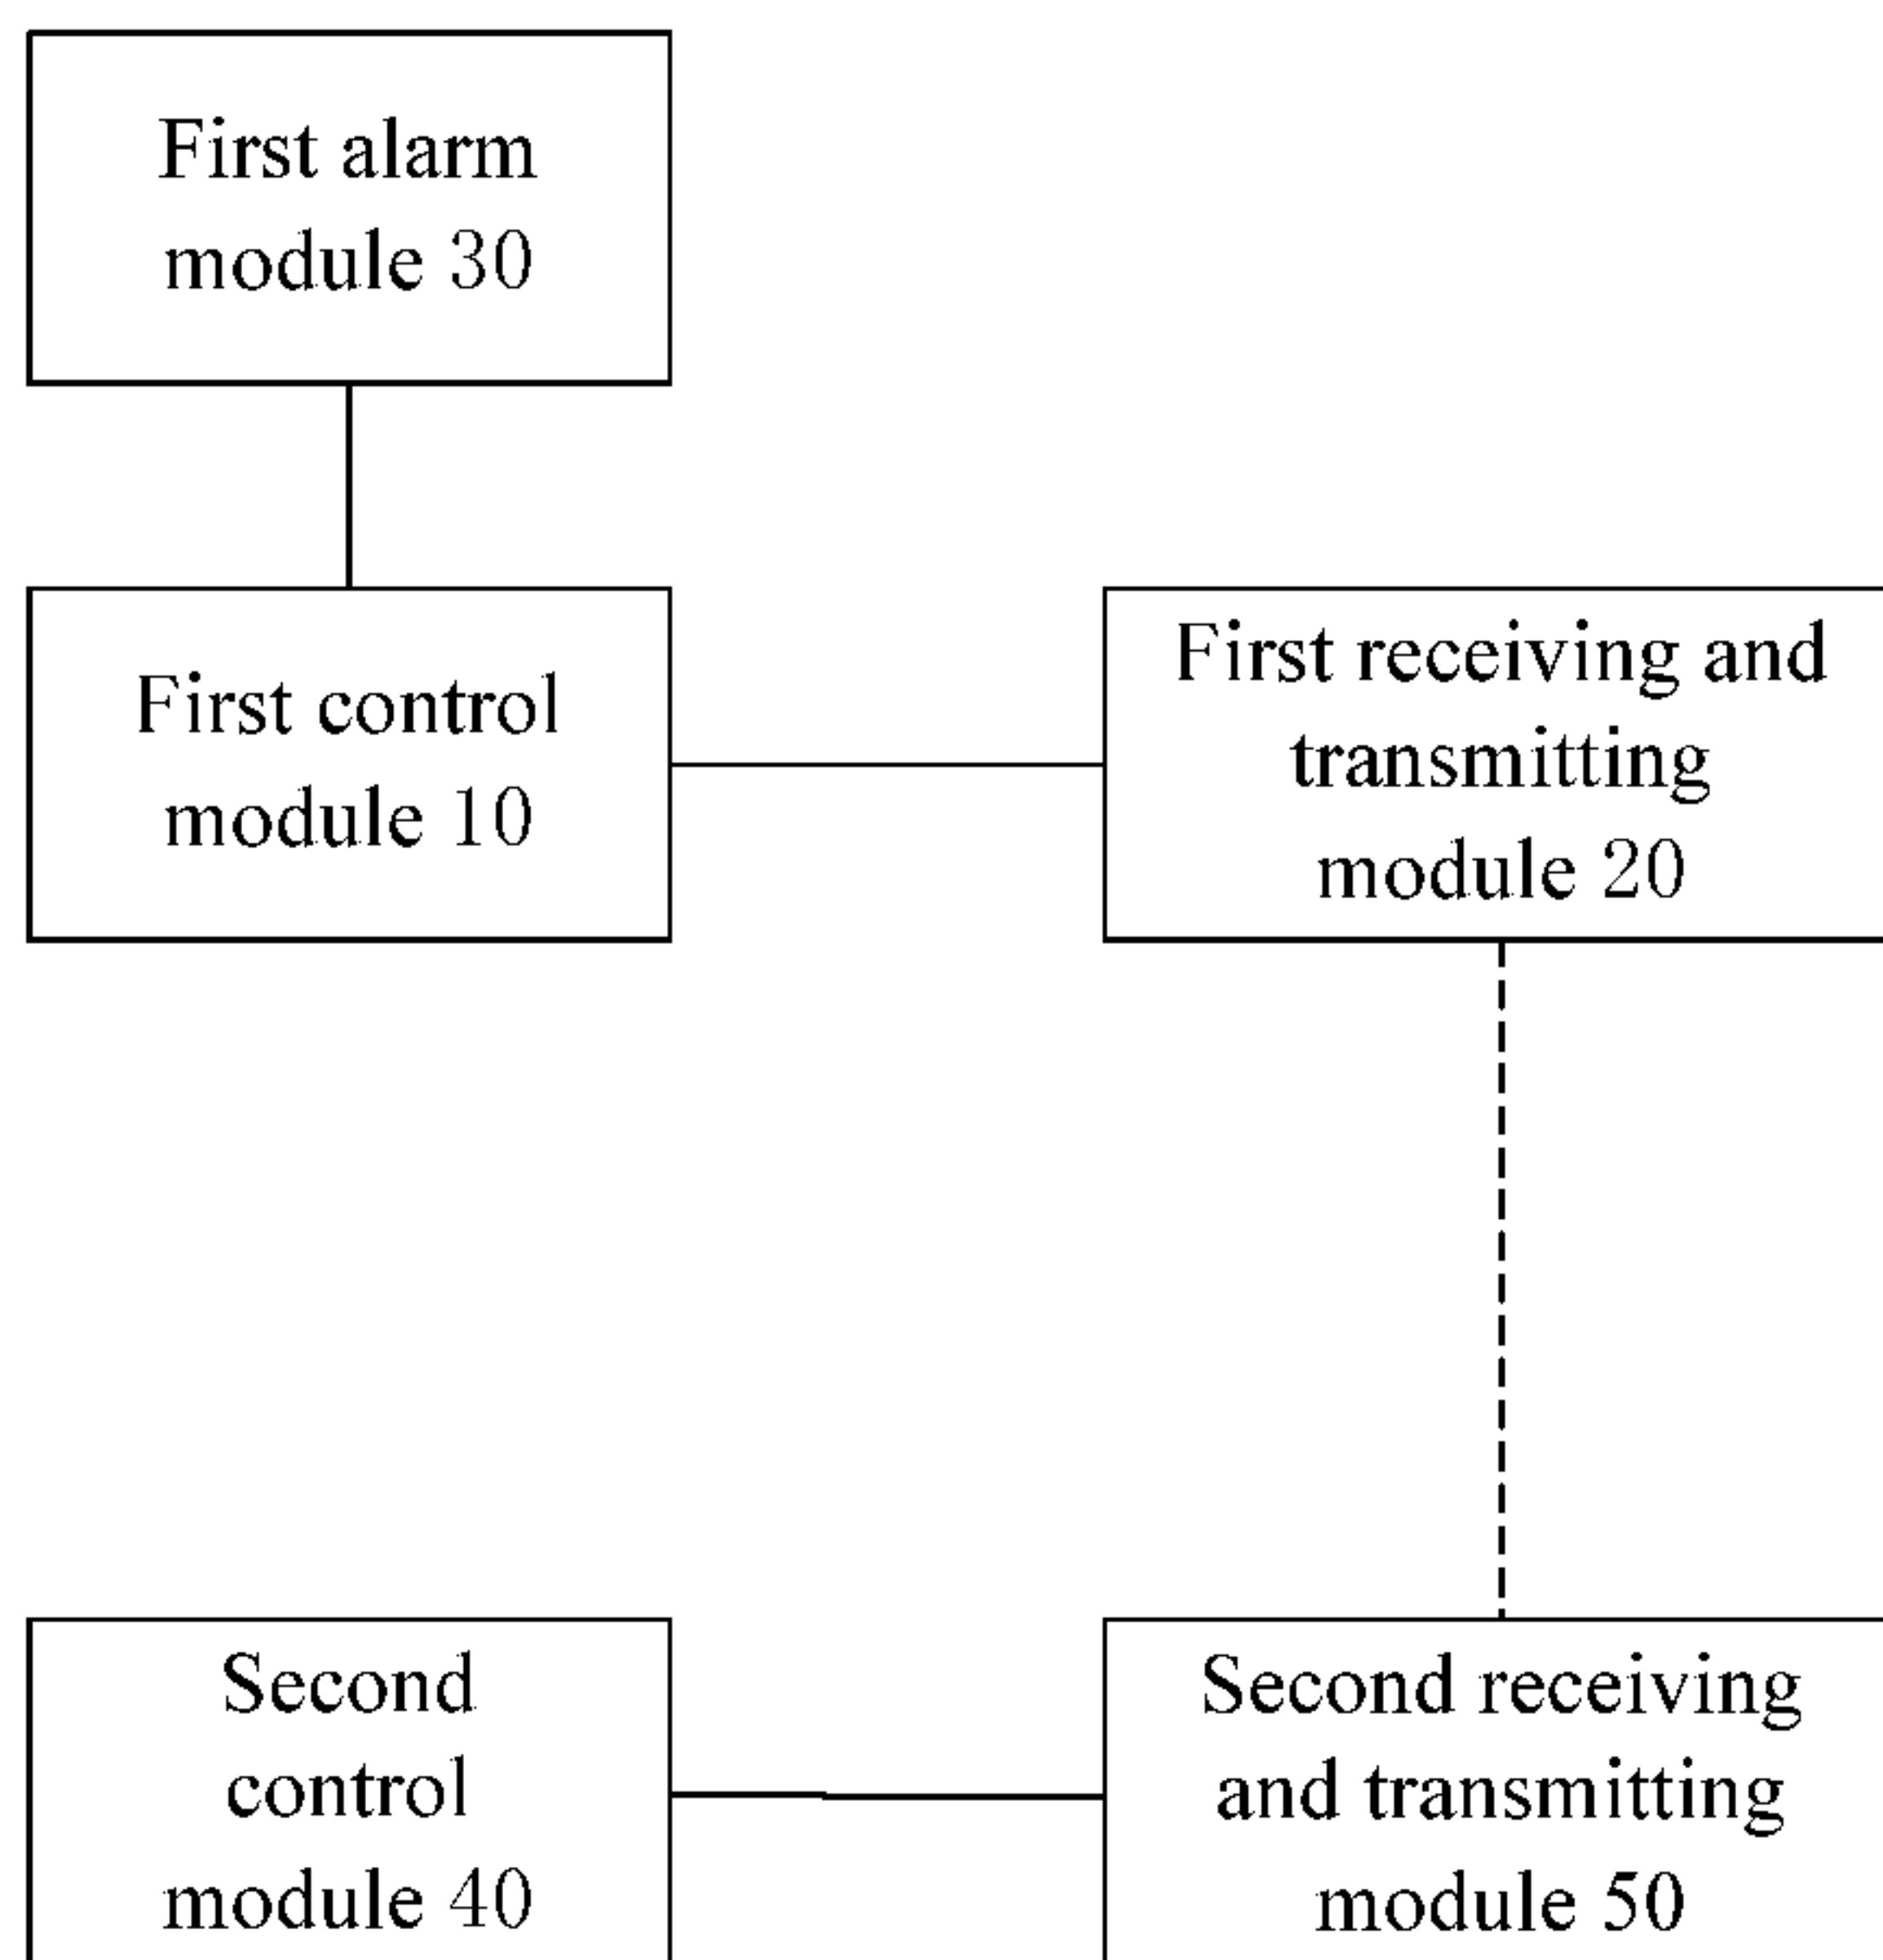 First alarm
module 30
First control
module 10
First receiving and
transmitting
module 20
Second
control
module 40
Second receiving
and transmitting
module 50